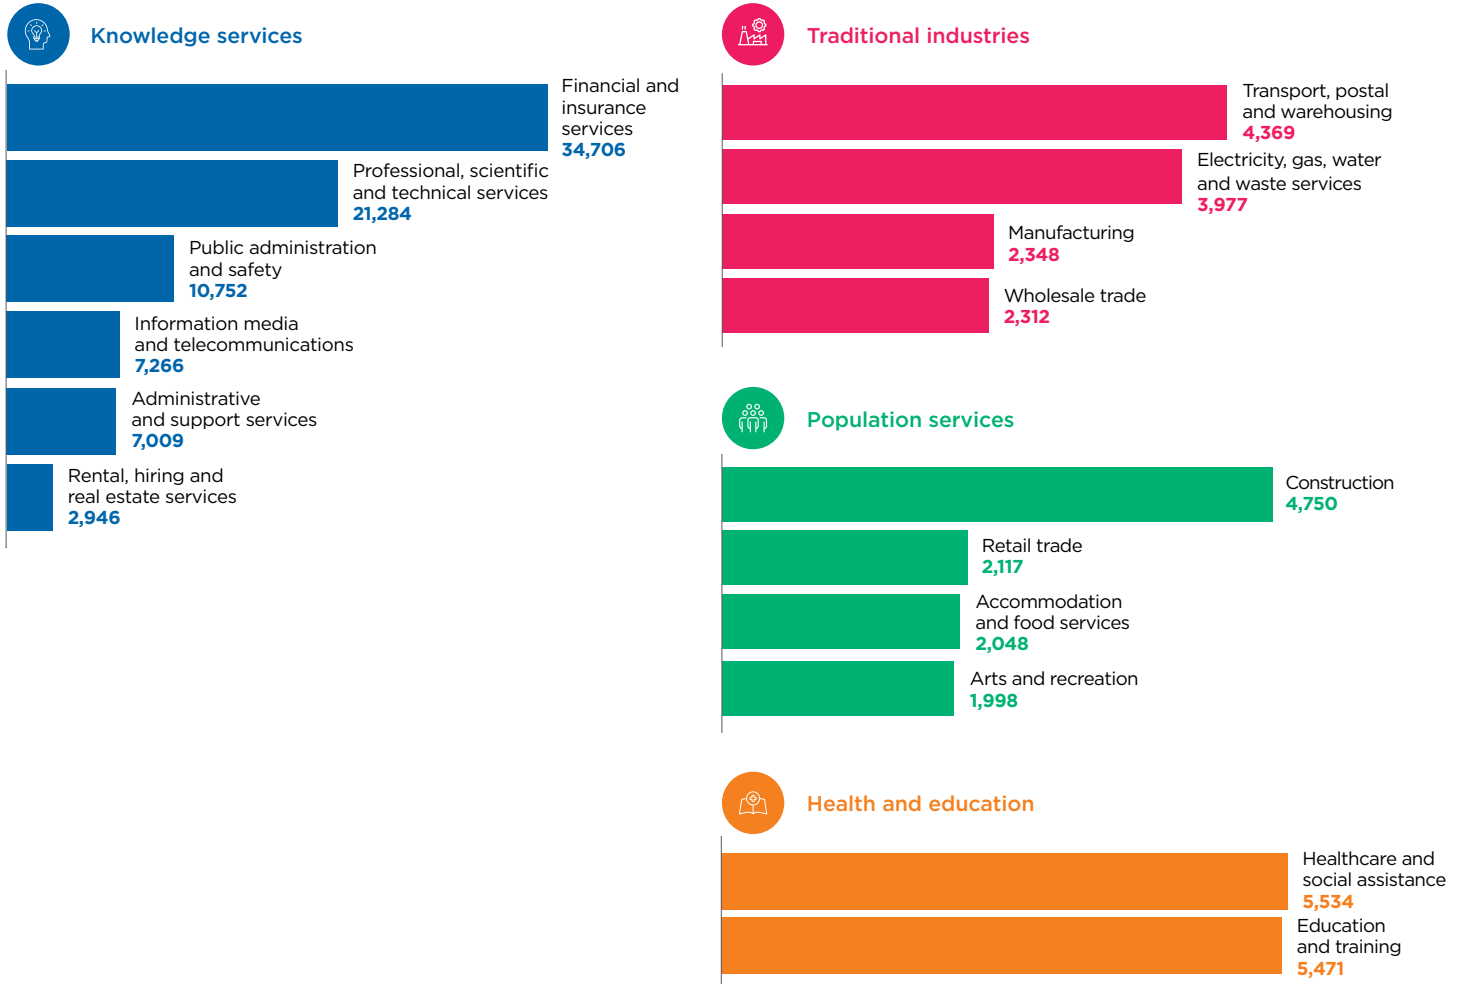 Knowledge services
Financial and
insurance
services
34,706
Professional, scientific
and technical services
21,284
Public administration
and safety
10,752
Information media
and telecommunications
7,266
Administrative
and support services
7,009
Rental, hiring and
real estate services
2,946
Traditional industries
Transport, postal
and warehousing
4,369
Electricity, gas, water
and waste services
3,977
Manufacturing
2,348
Wholesale trade
2,312
Population services
Construction
4,750
Retail trade
2,117
Accommodation
and food services
2,048
Arts and recreation
1,998
Health and education
Healthcare and
social assistance
5,534
Education
and training
5,471